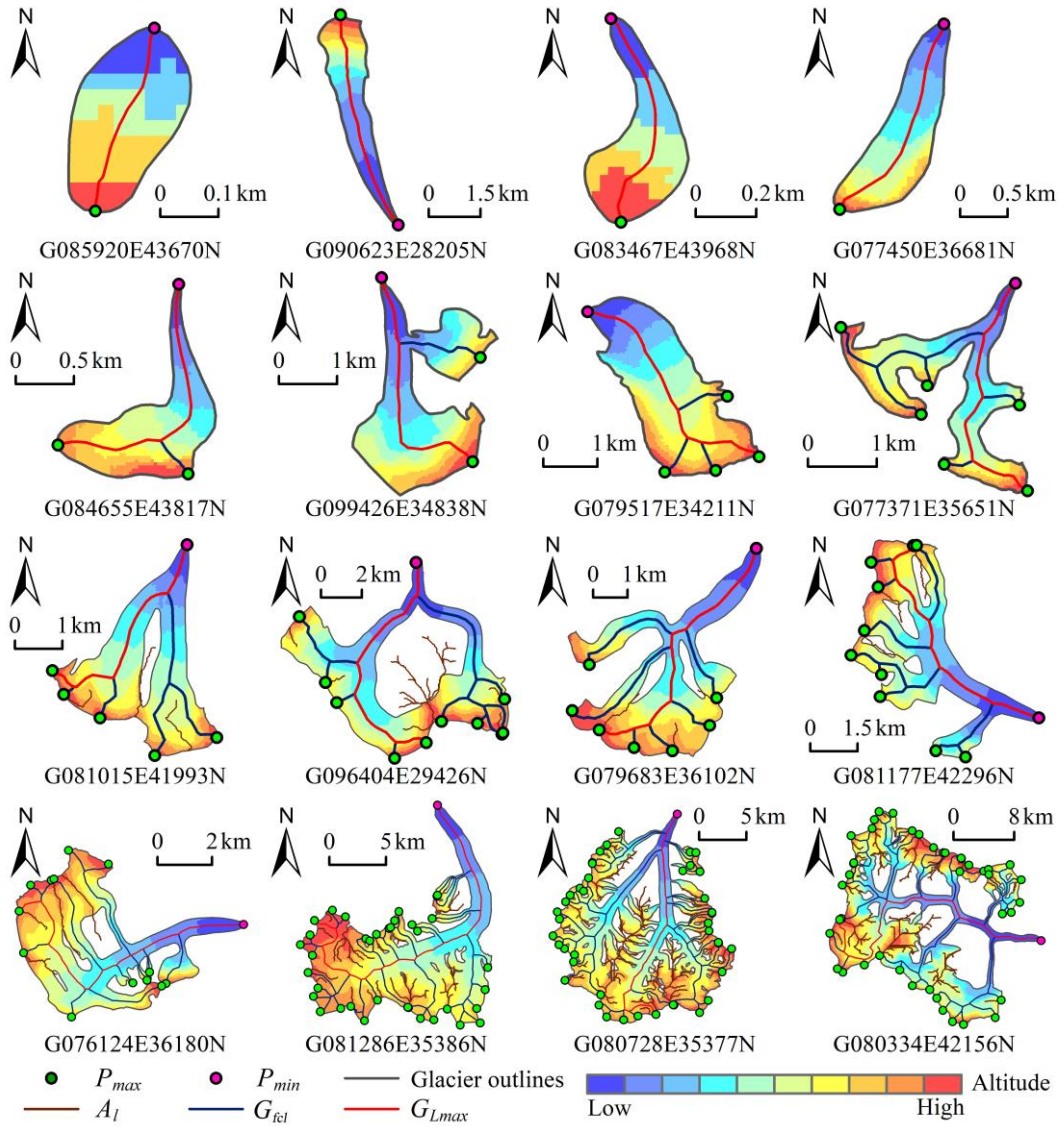 N N N N
0 0.1 km 0 1.5 km 0 0.2 km 0 0.5 km
G085920E43670N G090623E28205N G083467E43968N G077450E36681N
N N N N
0 0.5 km 0 1 km 0 1 km 0 1 km
G084655E43817N G099426E34838N G079517E34211N G077371E35651N
N N N N
0 1 km 0 2 km 0 1 km 0 1.5 km
G081015E41993N G096404E29426N G079683E36102N G081177E42296N
N N N N
0 2 km 0 5 km 0 5 km 0 8 km
G076124E36180N G081286E35386N G080728E35377N G080334E42156N
Pmax Pmin Glacier outlines Altitude
Al Gfcl GLmax Low High